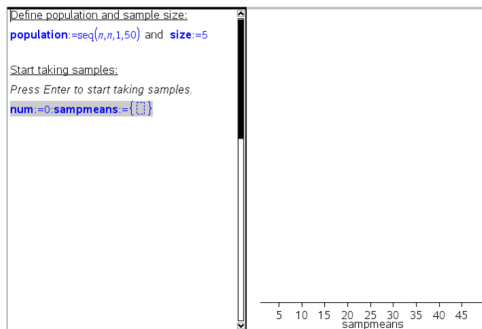 Define population and sample size:
population:=seq(n,n,1,50) and size:=5
Start taking samples:
Press Enter to start taking samples.
num:=0:sampmeans:={▯}
5 10 15 20 25 30 35 40 45
sampmeans